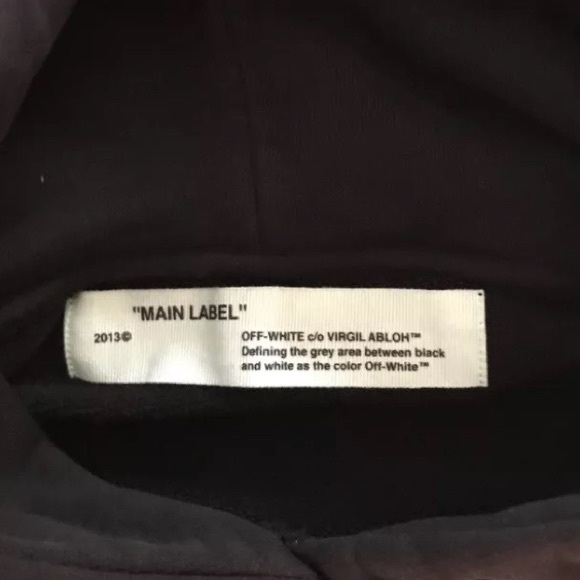 "MAIN LABEL"
2013© OFF-WHITE c/o VIRGIL ABLOH™
Defining the grey area between black
and white as the color Off-White™